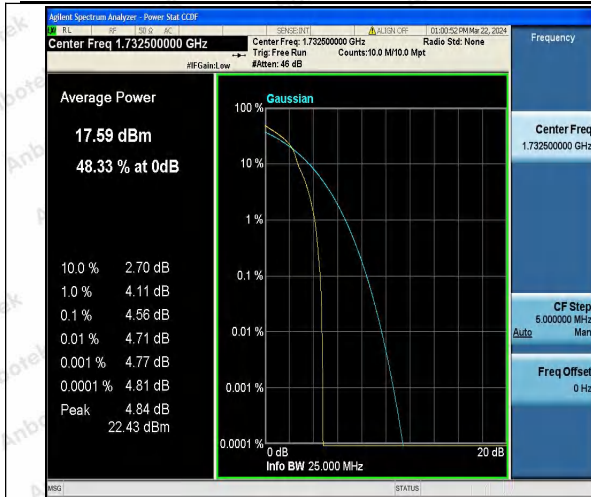 Agilent Spectrum Analyzer - Power Stat CCDF
RL RF 50 Ω AC SENSE:INT ALIGN OFF 01:00:52 PM Mar 22, 2024
Center Freq 1.732500000 GHz
Center Freq: 1.732500000 GHz Radio Std: None
Trig: Free Run Counts:10.0 M/10.0 Mpt
#IFGain:Low #Atten: 46 dB
Frequency
Average Power
17.59 dBm
48.33 % at 0dB
10.0 % 2.70 dB
1.0 % 4.11 dB
0.1 % 4.56 dB
0.01 % 4.71 dB
0.001 % 4.77 dB
0.0001 % 4.81 dB
Peak 4.84 dB
22.43 dBm
Gaussian
100 %
10 %
1 %
0.1 %
0.01 %
0.001 %
0.0001 %
0 dB 20 dB
Info BW 25.000 MHz
Center Freq
1.732500000 GHz
CF Step
5.000000 MHz
Auto Man
Freq Offset
0 Hz
MSG STATUS